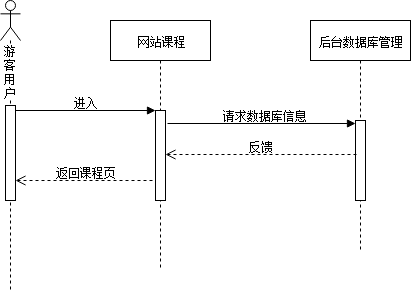 网站课程
后台数据库管理
游客用户
进入
请求数据库信息
反馈
返回课程页